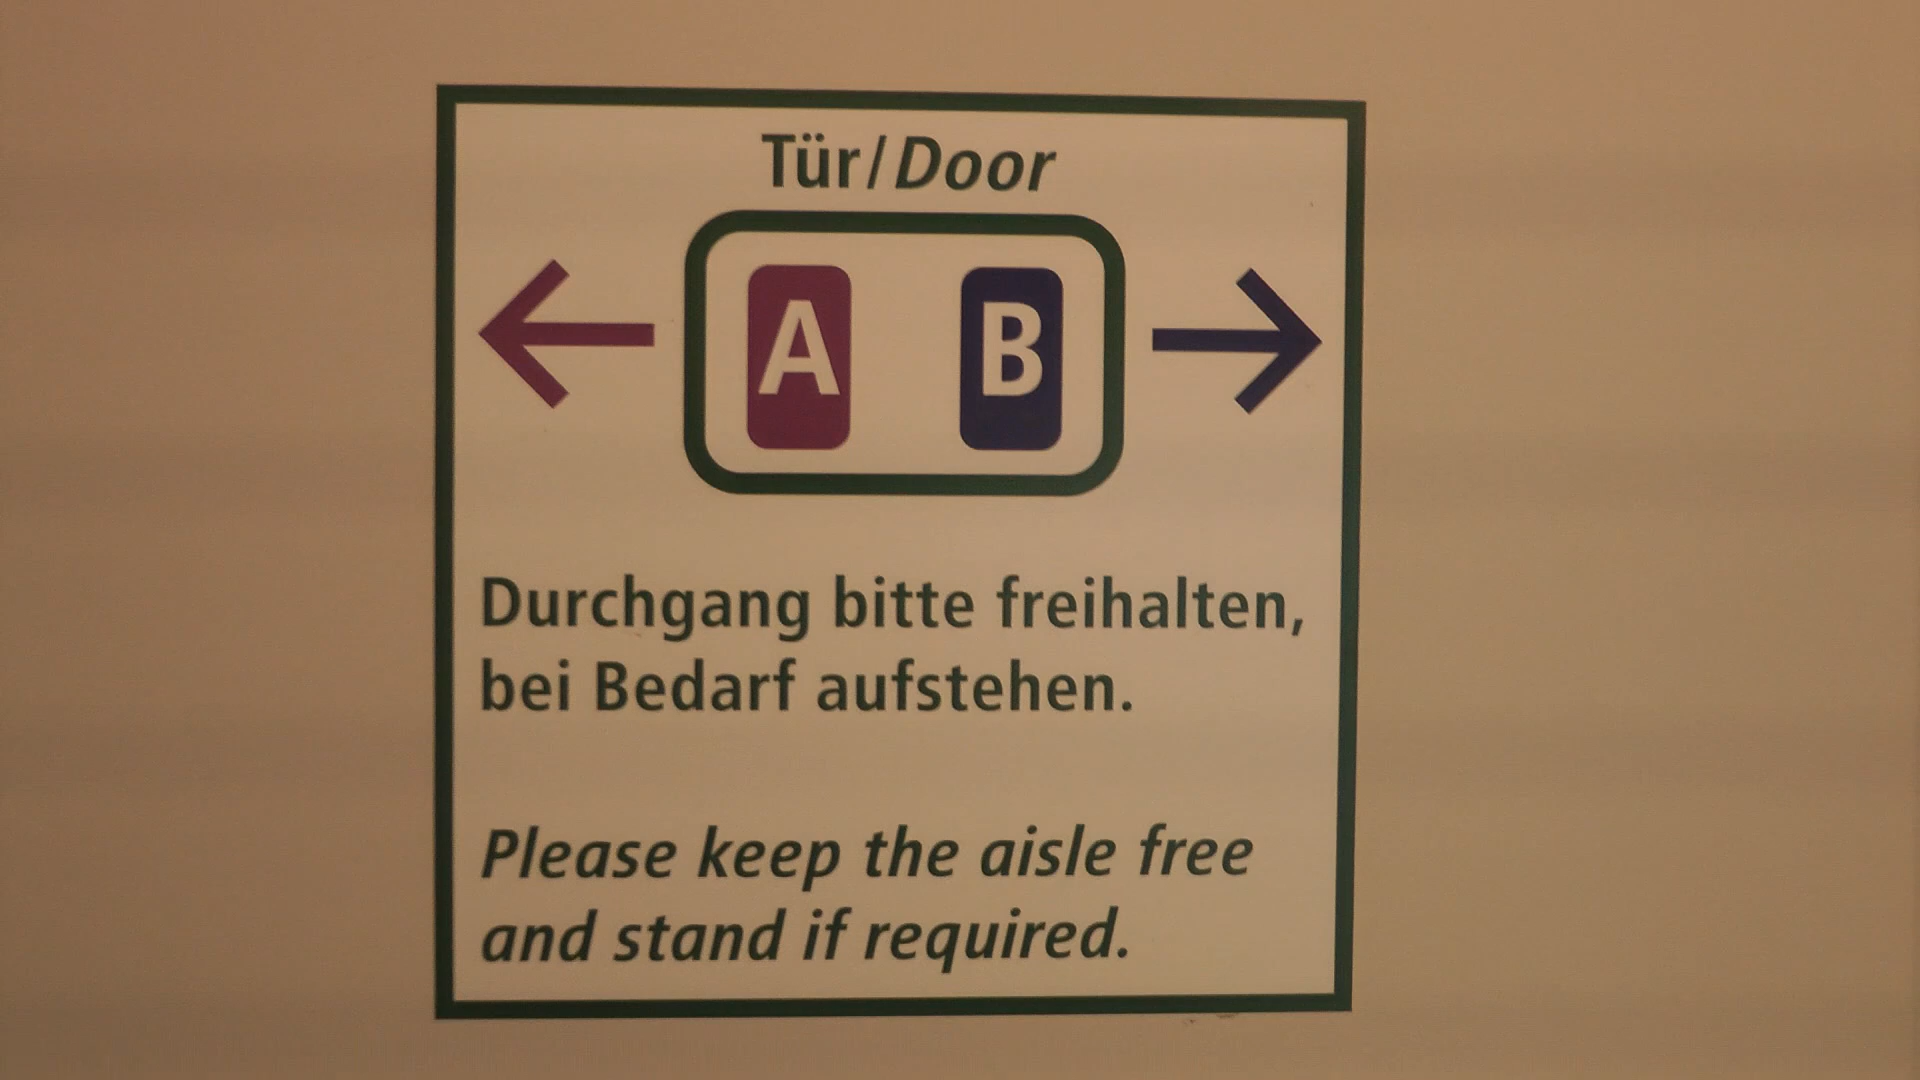 Tür/Door
A B
Durchgang bitte freihalten,
bei Bedarf aufstehen.
Please keep the aisle free
and stand if required.